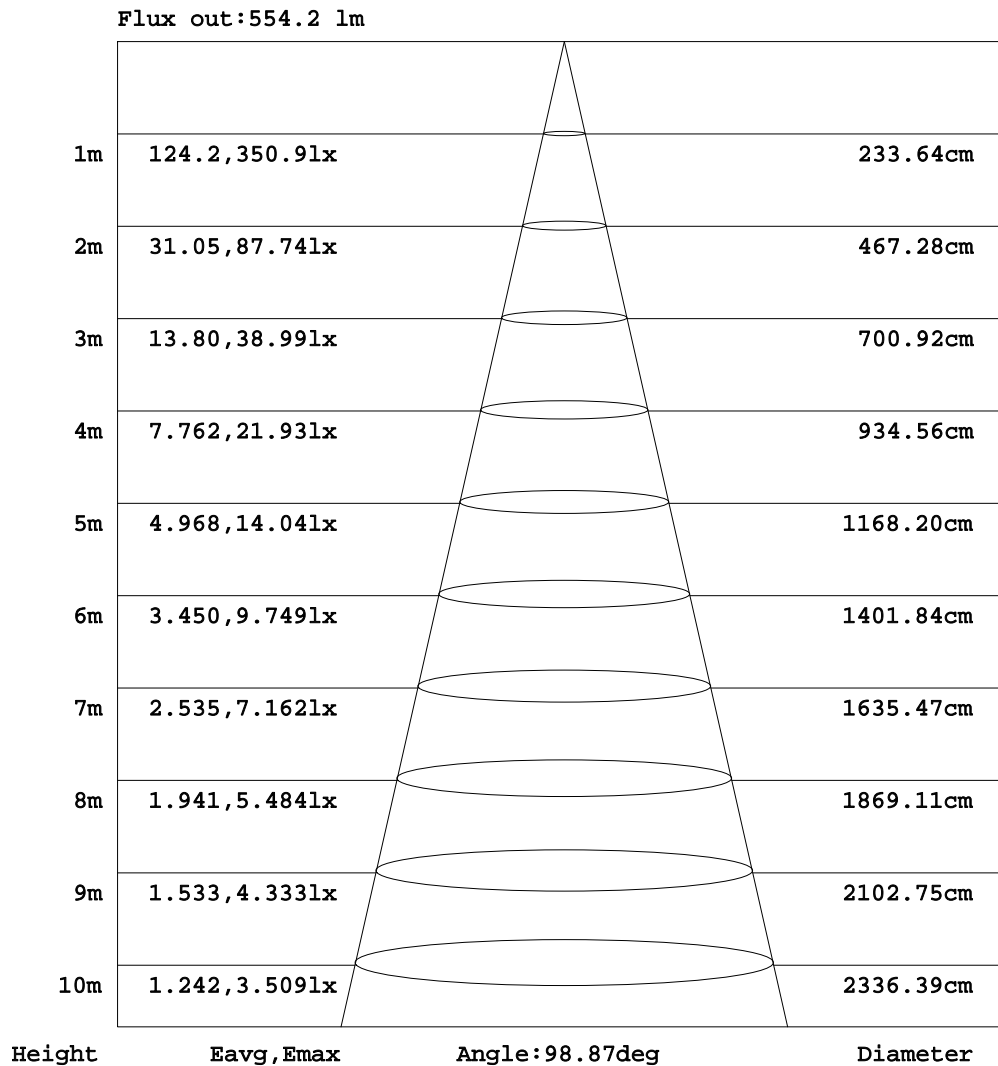 Flux out:554.2 lm
1m 124.2,350.9lx 233.64cm
2m 31.05,87.74lx 467.28cm
3m 13.80,38.99lx 700.92cm
4m 7.762,21.93lx 934.56cm
5m 4.968,14.04lx 1168.20cm
6m 3.450,9.749lx 1401.84cm
7m 2.535,7.162lx 1635.47cm
8m 1.941,5.484lx 1869.11cm
9m 1.533,4.333lx 2102.75cm
10m 1.242,3.509lx 2336.39cm
Height Eavg,Emax Angle:98.87deg Diameter